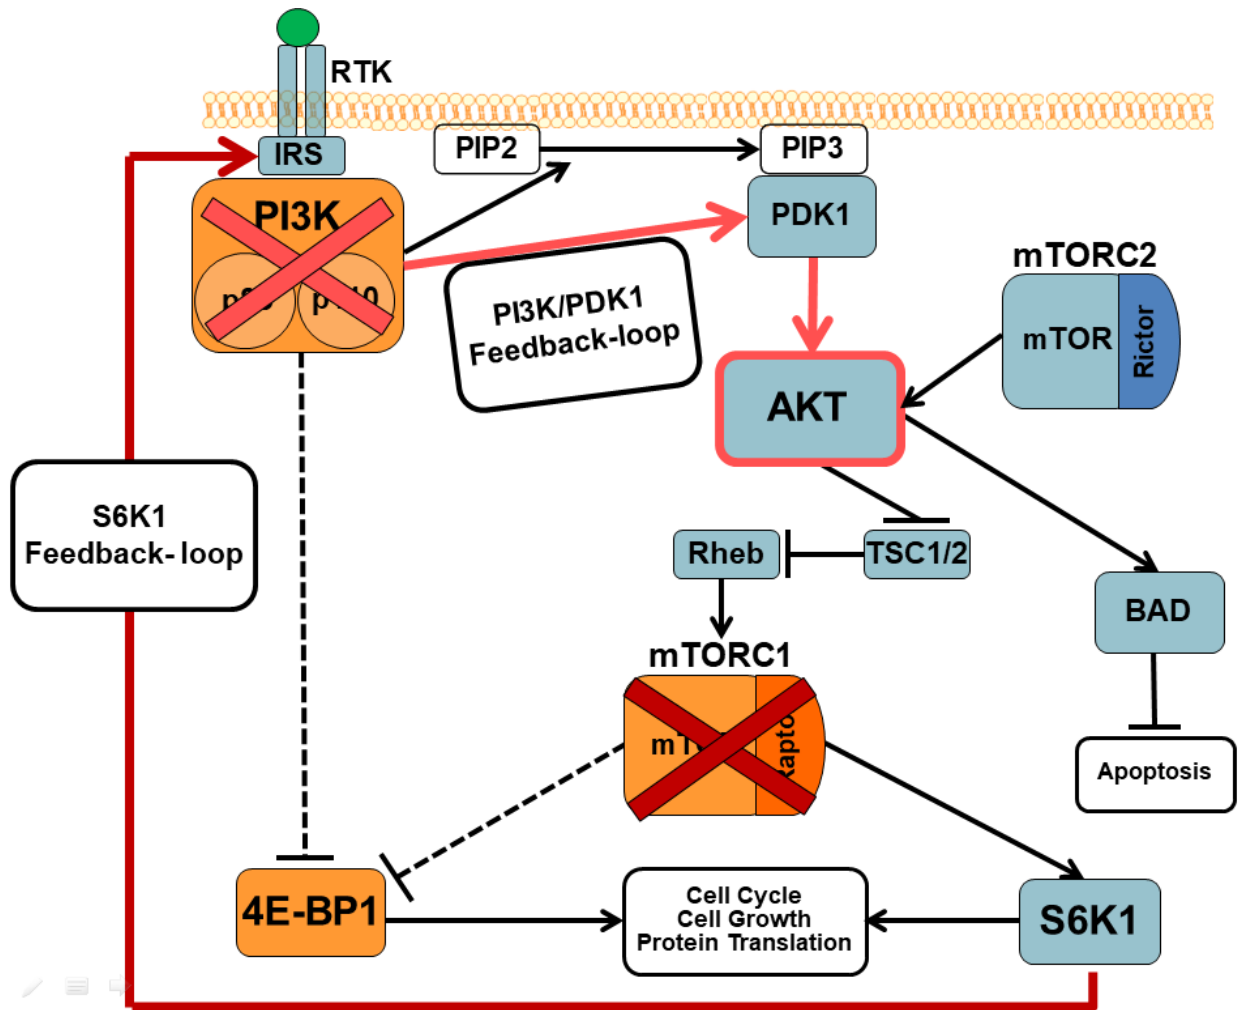 RTK
IRS
PIP2
PIP3
PI3K
PDK1
mTORC2
mTOR
Rictor
PI3K/PDK1
Feedback-loop
AKT
S6K1
Feedback- loop
Rheb
TSC1/2
BAD
mTORC1
Apoptosis
4E-BP1
Cell Cycle
Cell Growth
Protein Translation
S6K1